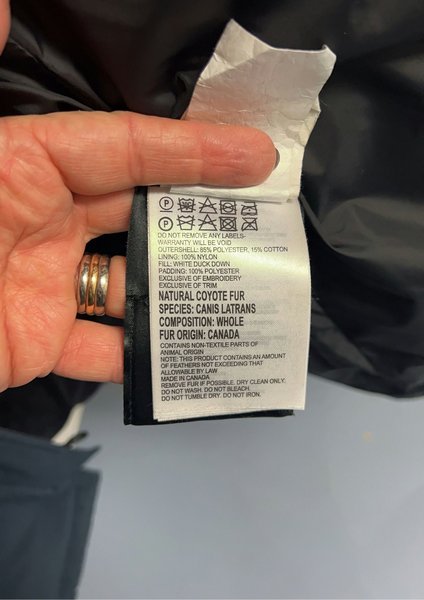 DO NOT REMOVE ANY LABELS-
WARRANTY WILL BE VOID
OUTERSHELL: 85% POLYESTER, 15% COTTON
LINING: 100% NYLON
FILL: WHITE DUCK DOWN
PADDING: 100% POLYESTER
EXCLUSIVE OF EMBROIDERY
EXCLUSIVE OF TRIM
NATURAL COYOTE FUR
SPECIES: CANIS LATRANS
COMPOSITION: WHOLE
FUR ORIGIN: CANADA
CONTAINS NON-TEXTILE PARTS OF
ANIMAL ORIGIN
NOTE: THIS PRODUCT CONTAINS AN AMOUNT
OF FEATHERS NOT EXCEEDING THAT
ALLOWABLE BY LAW
MADE IN CANADA
REMOVE FUR IF POSSIBLE. DRY CLEAN ONLY.
DO NOT WASH. DO NOT BLEACH.
DO NOT TUMBLE DRY. DO NOT IRON.